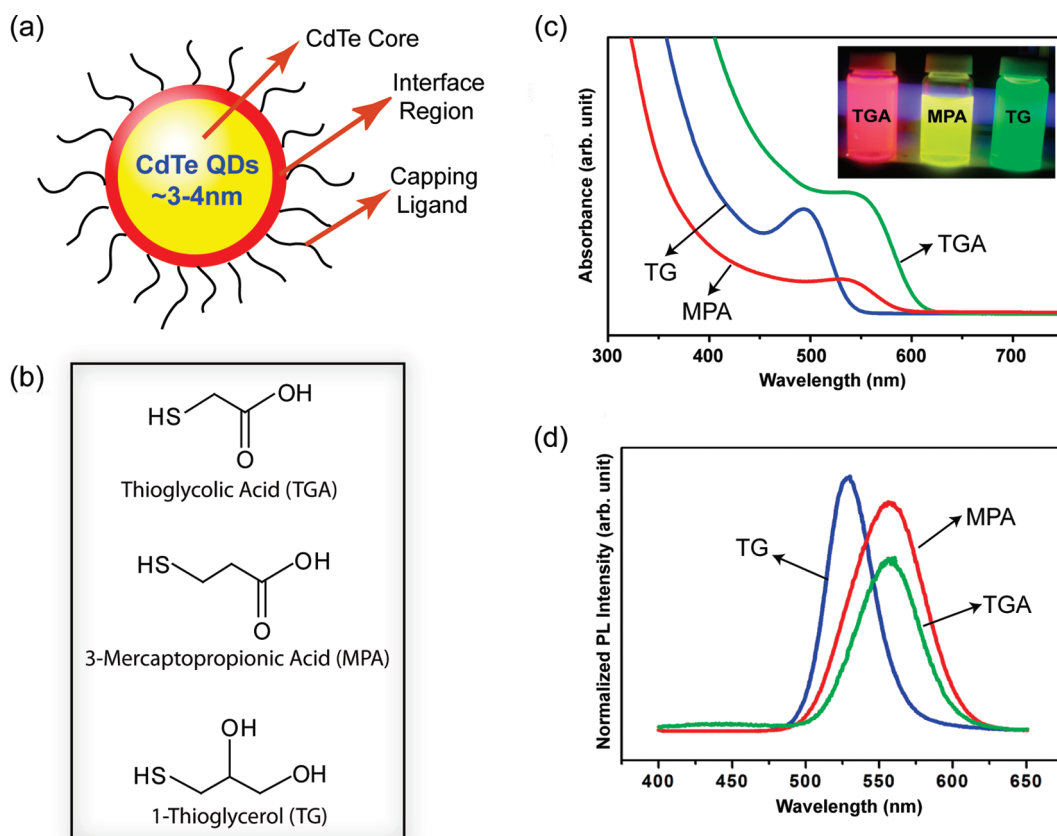 (a)
CdTe Core
Interface
Region
CdTe QDs
~3-4nm
Capping
Ligand
(b)
HS
OH
O
Thioglycolic Acid (TGA)
HS
OH
O
3-Mercaptopropionic Acid (MPA)
OH
HS
OH
1-Thioglycerol (TG)
(c)
Absorbance (arb. unit)
TGA
MPA
TG
TG
MPA
TGA
300 400 500 600 700
Wavelength (nm)
(d)
Normalized PL Intensity (arb. unit)
TG
MPA
TGA
400 450 500 550 600 650
Wavelength (nm)